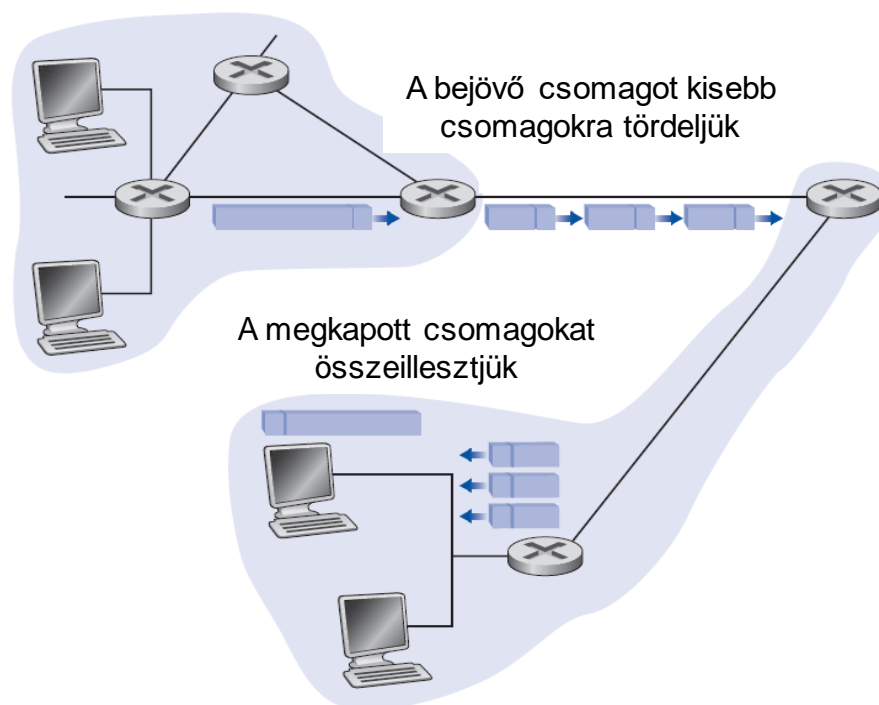 A bejövő csomagot kisebb
csomagokra tördeljük
A megkapott csomagokat
összeillesztjük